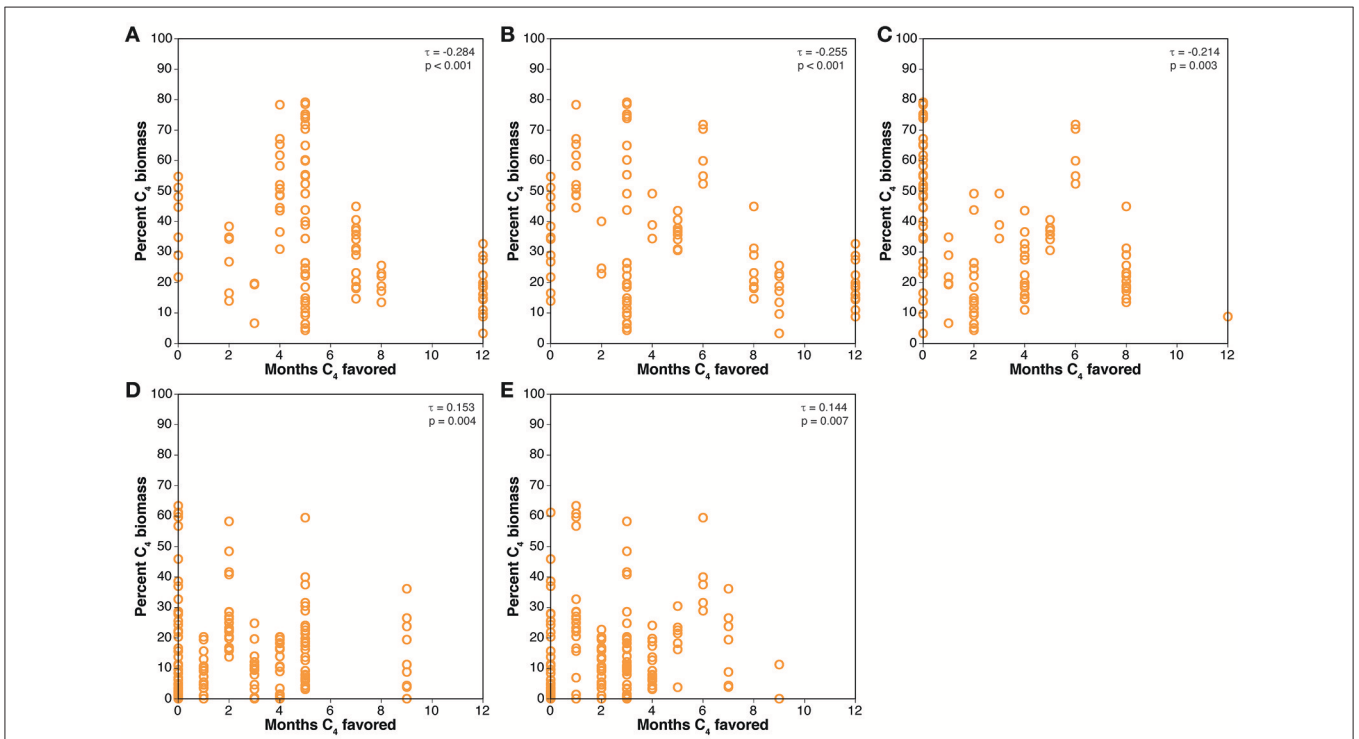 A
τ = -0.284
p < 0.001
100
90
80
70
60
50
40
30
20
10
0
Percent C4 biomass
0 2 4 6 8 10 12
Months C4 favored
B
τ = -0.255
p < 0.001
100
90
80
70
60
50
40
30
20
10
0
Percent C4 biomass
0 2 4 6 8 10 12
Months C4 favored
C
τ = -0.214
p = 0.003
100
90
80
70
60
50
40
30
20
10
0
Percent C4 biomass
0 2 4 6 8 10 12
Months C4 favored
D
τ = 0.153
p = 0.004
100
90
80
70
60
50
40
30
20
10
0
Percent C4 biomass
0 2 4 6 8 10 12
Months C4 favored
E
τ = 0.144
p = 0.007
100
90
80
70
60
50
40
30
20
10
0
Percent C4 biomass
0 2 4 6 8 10 12
Months C4 favored